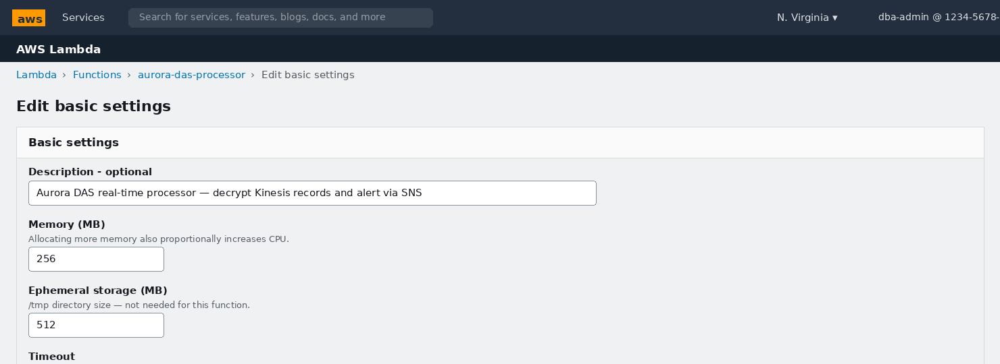 aws Services Search for services, features, blogs, docs, and more N. Virginia ▾ dba-admin @ 1234-5678-
AWS Lambda
Lambda › Functions › aurora-das-processor › Edit basic settings
Edit basic settings
Basic settings
Description - optional
Aurora DAS real-time processor — decrypt Kinesis records and alert via SNS
Memory (MB)
Allocating more memory also proportionally increases CPU.
256
Ephemeral storage (MB)
/tmp directory size — not needed for this function.
512
Timeout